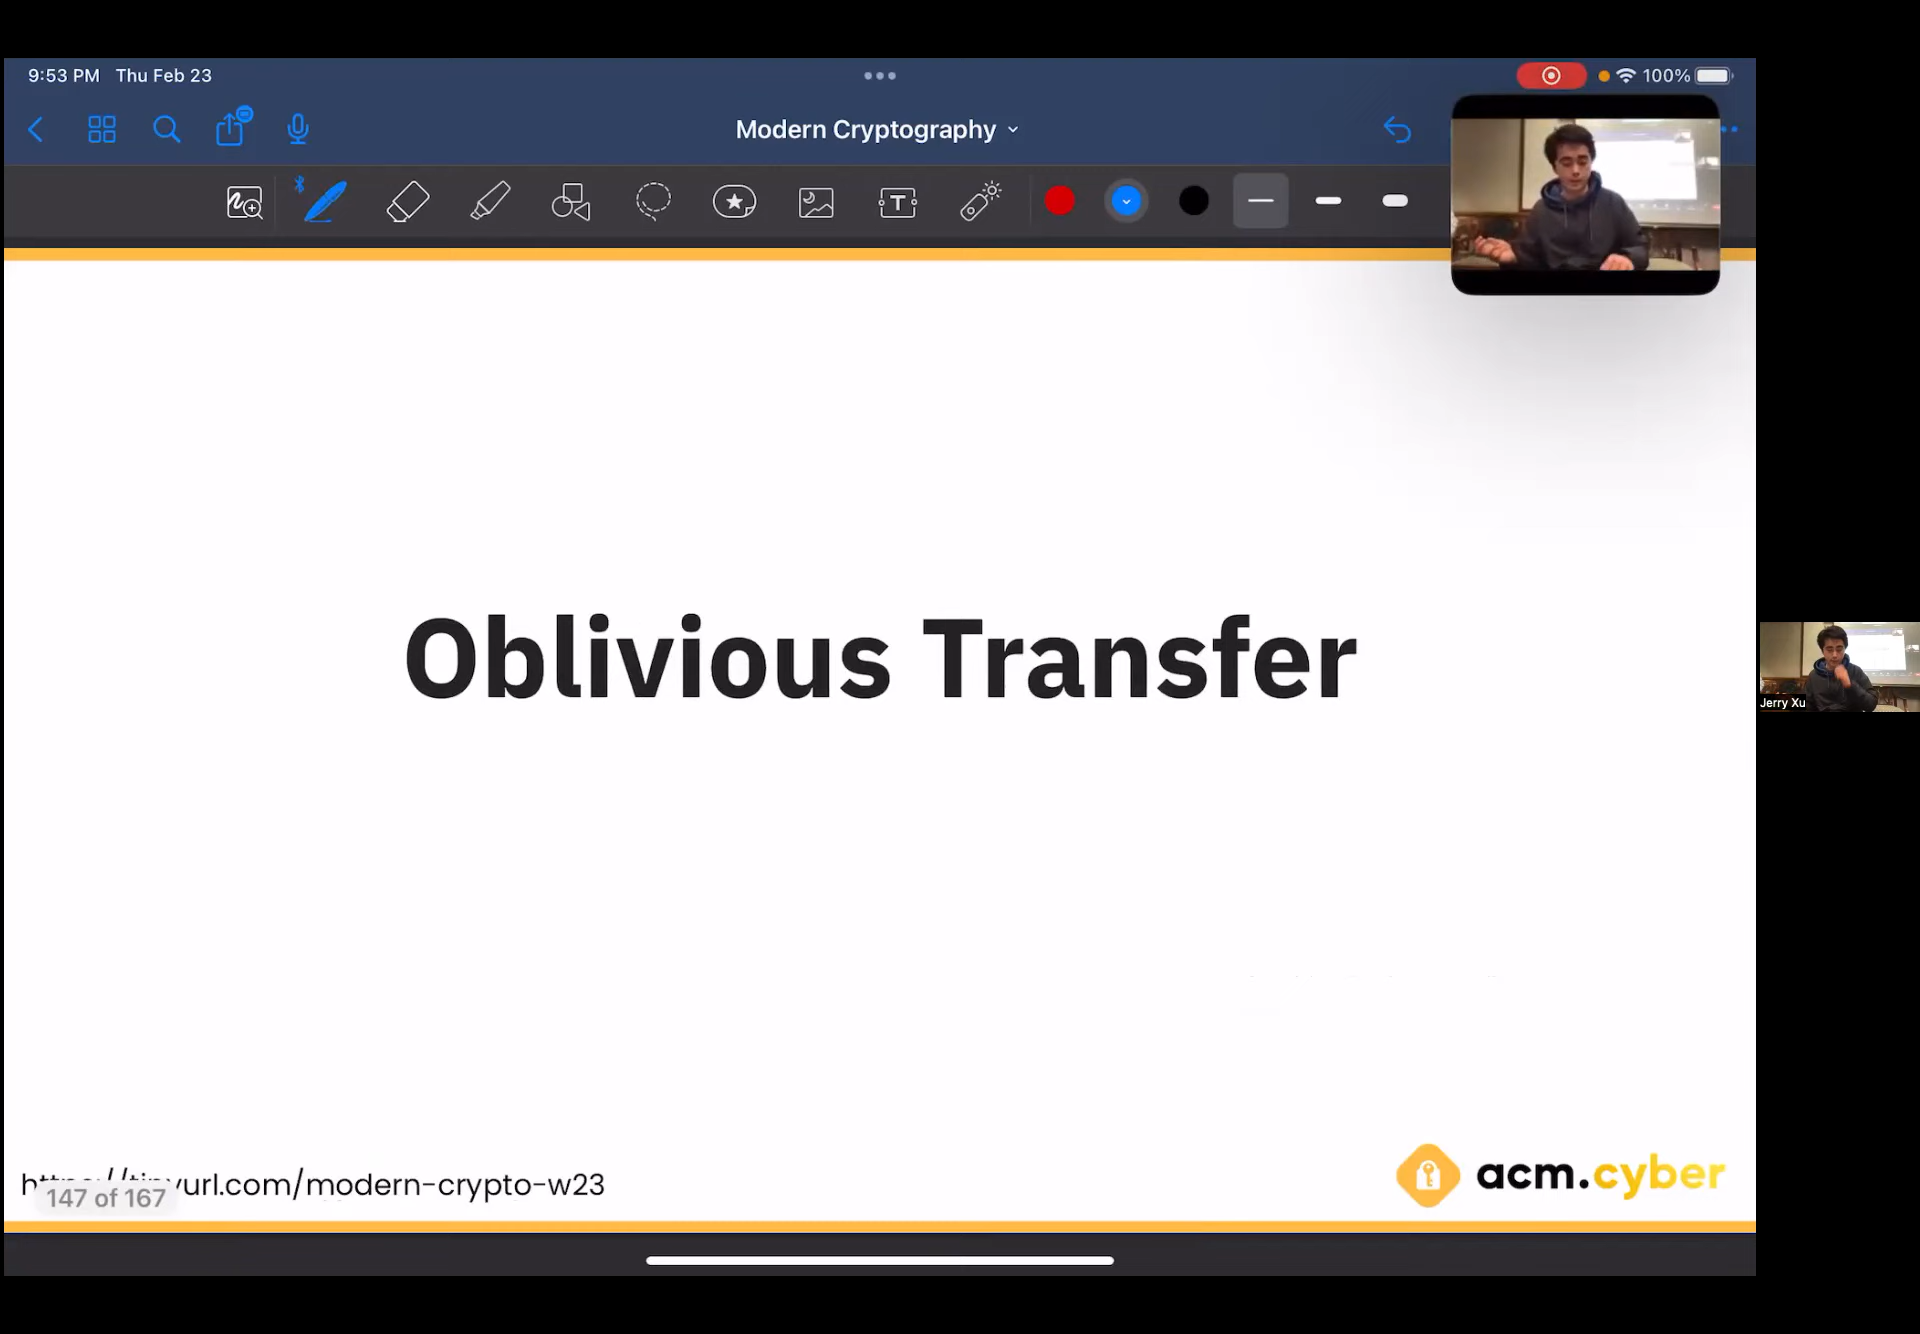 9:53 PM Thu Feb 23
100%
Modern Cryptography
T
Oblivious Transfer
Jerry Xu
url.com/modern-crypto-w23
147 of 167
acm.cyber